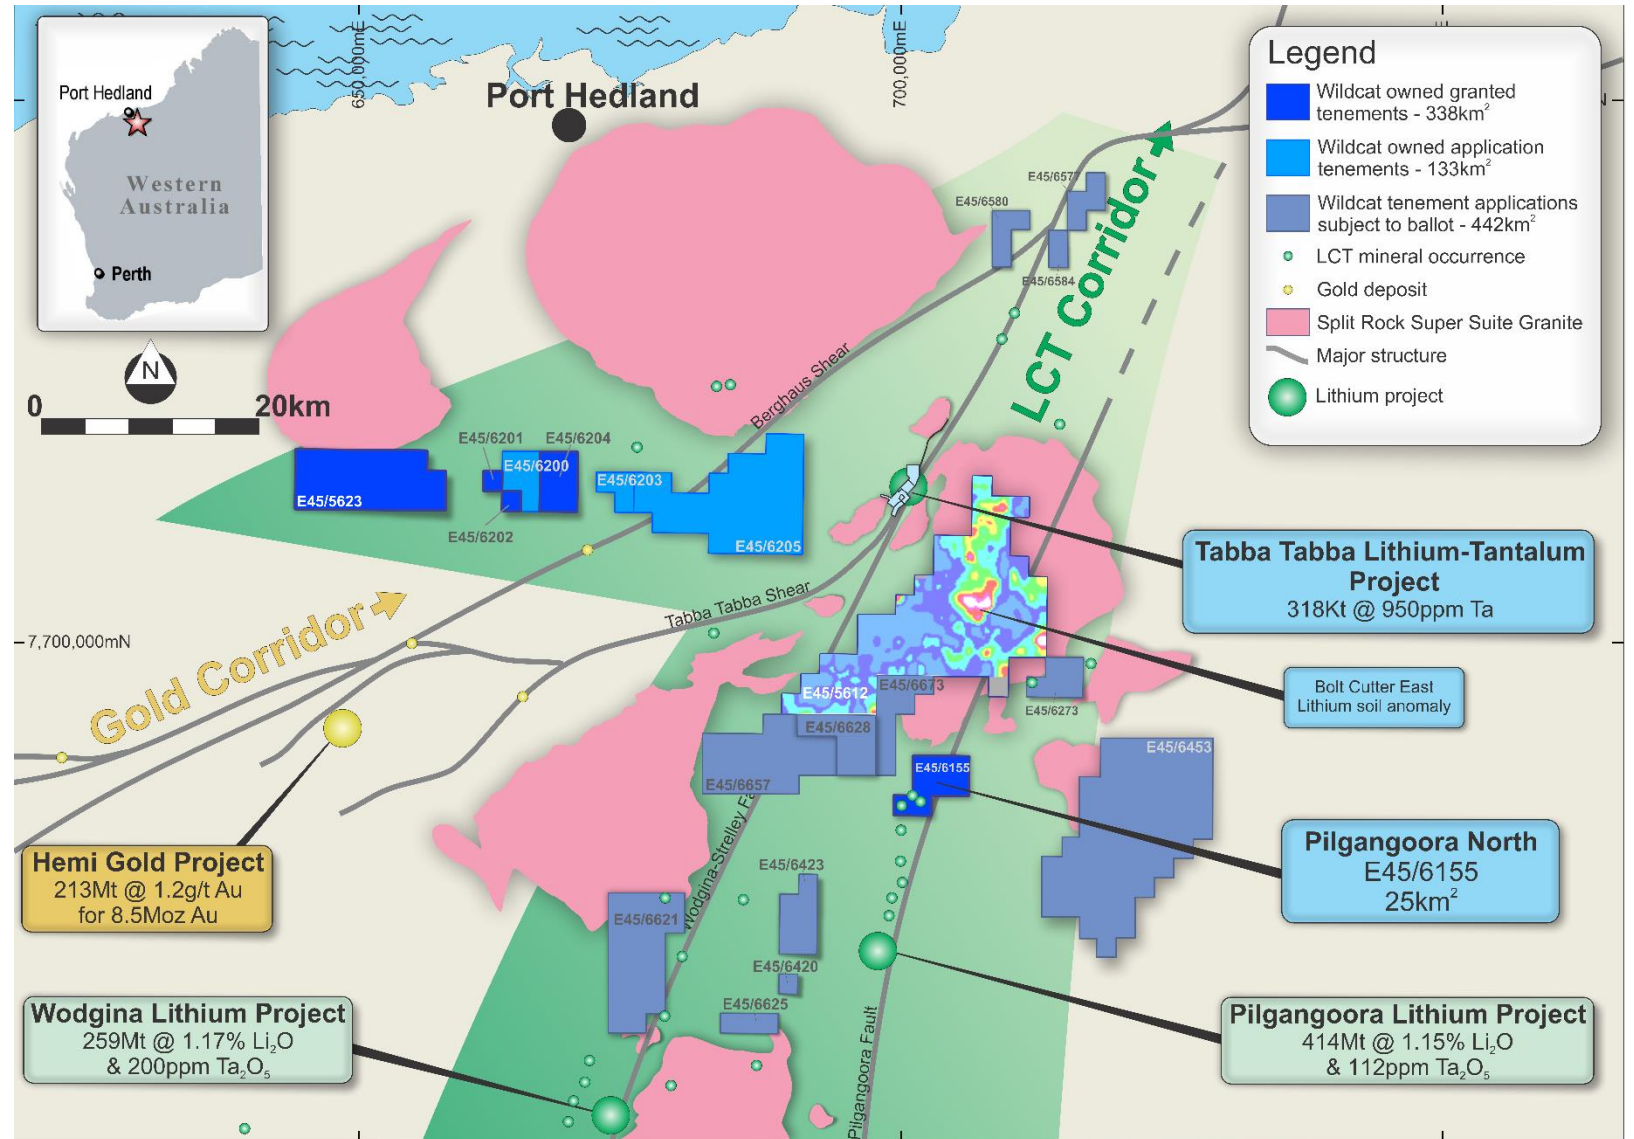 Port Hedland
Western
Australia
Perth
N
0
20km
650,000mE
700,000mE
Port Hedland
7,700,000mN
N
Legend
Wildcat owned granted
tenements - 338km²
Wildcat owned application
tenements - 133km²
Wildcat tenement applications
subject to ballot - 442km²
LCT mineral occurrence
Gold deposit
Split Rock Super Suite Granite
Major structure
Lithium project
LCT Corridor
E45/6577
E45/6580
E45/6584
Berghaus Shear
E45/6201
E45/6204
E45/6200
E45/6203
E45/5623
E45/6202
E45/6205
Tabba Tabba Shear
Gold Corridor
Tabba Tabba Lithium-Tantalum
Project
318Kt @ 950ppm Ta
Bolt Cutter East
Lithium soil anomaly
E45/5612
E45/6673
E45/6273
E45/6628
E45/6657
E45/6453
E45/6155
Wodgina-Strelley Fa
Pilgangoora North
E45/6155
25km²
Hemi Gold Project
213Mt @ 1.2g/t Au
for 8.5Moz Au
E45/6423
E45/6621
E45/6420
E45/6625
Pilgangoora Fault
Wodgina Lithium Project
259Mt @ 1.17% Li₂O
& 200ppm Ta₂O₅
Pilgangoora Lithium Project
414Mt @ 1.15% Li₂O
& 112ppm Ta₂O₅